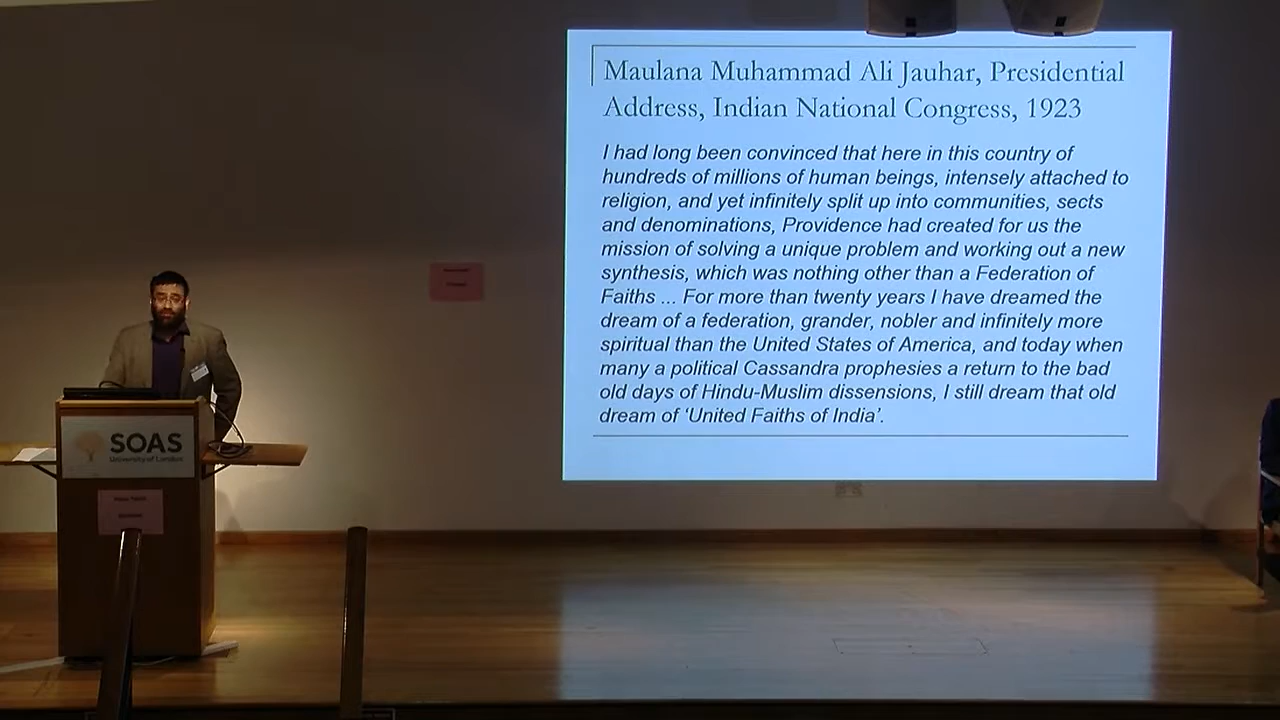 Maulana Muhammad Ali Jauhar, Presidential
Address, Indian National Congress, 1923
I had long been convinced that here in this country of
hundreds of millions of human beings, intensely attached to
religion, and yet infinitely split up into communities, sects
and denominations, Providence had created for us the
mission of solving a unique problem and working out a new
synthesis, which was nothing other than a Federation of
Faiths ... For more than twenty years I have dreamed the
dream of a federation, grander, nobler and infinitely more
spiritual than the United States of America, and today when
many a political Cassandra prophesies a return to the bad
old days of Hindu-Muslim dissensions, I still dream that old
dream of ‘United Faiths of India’.
SOAS
University of London